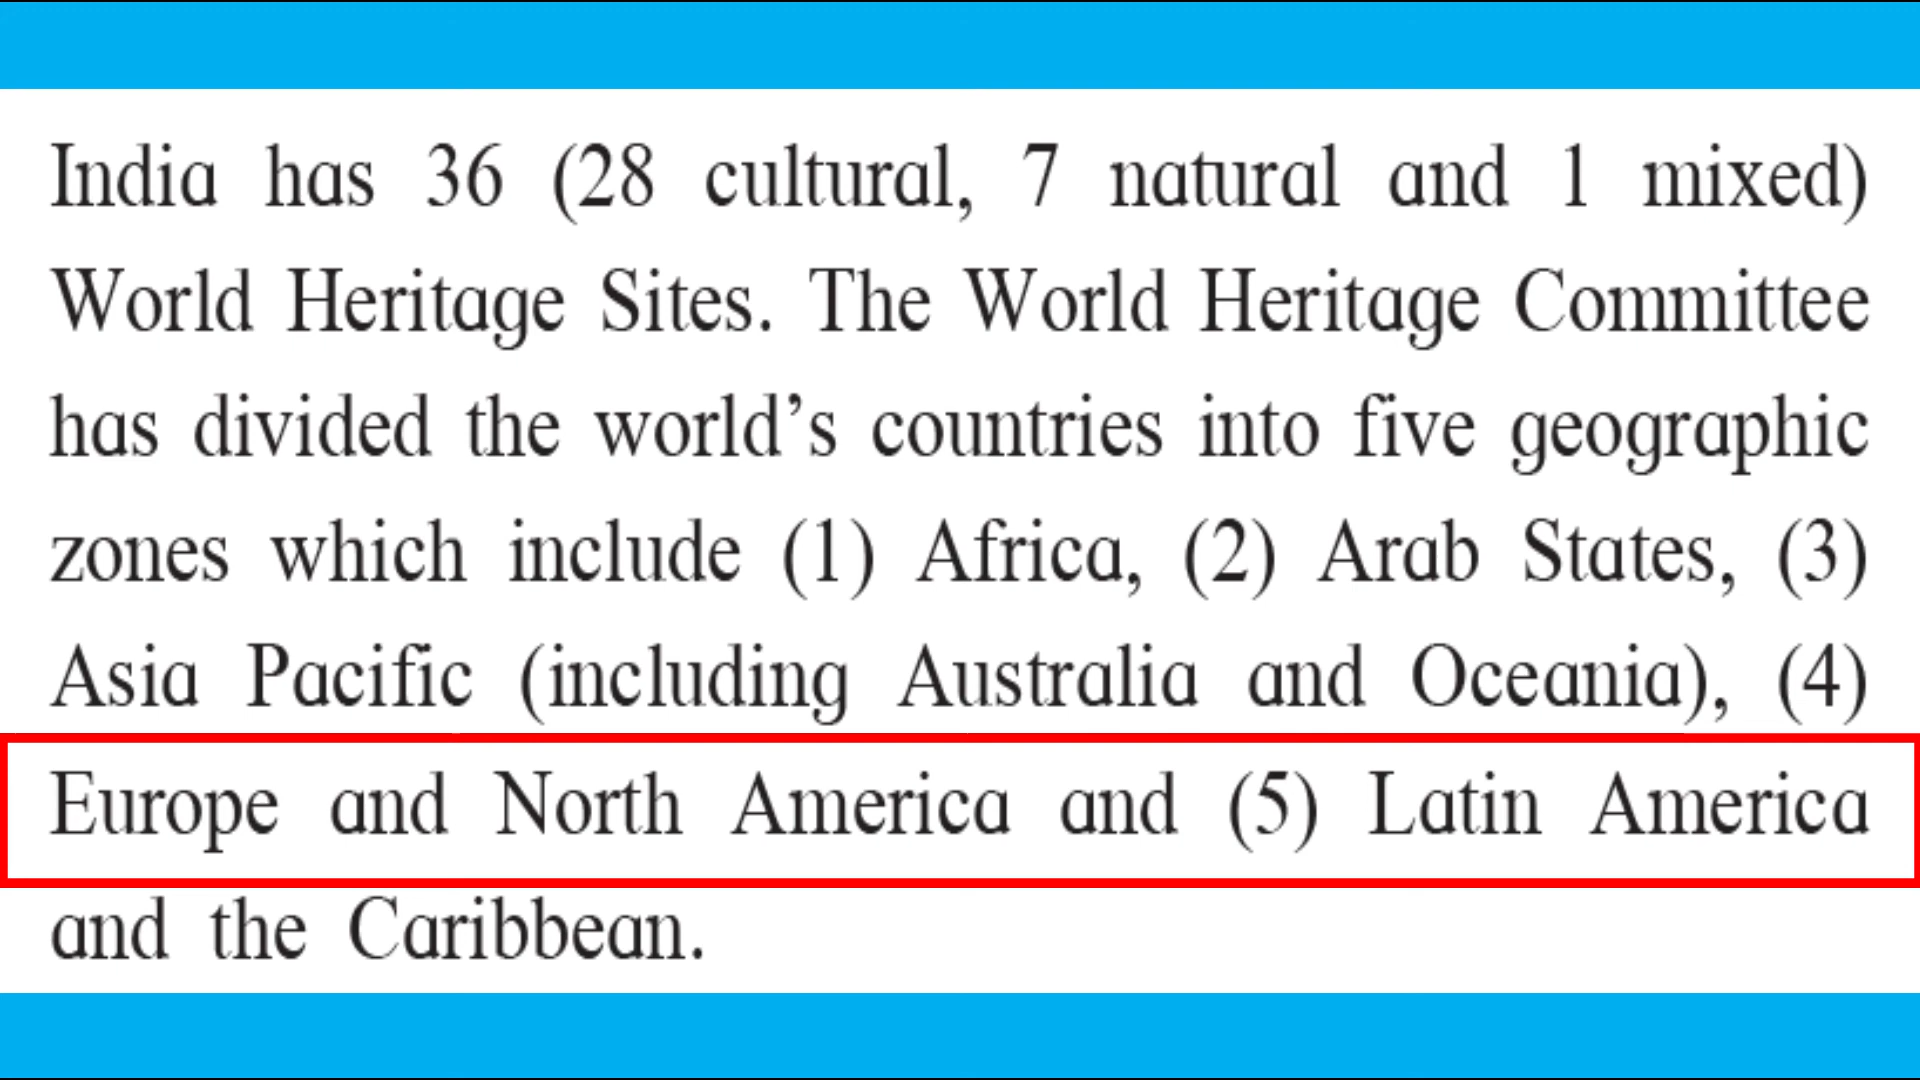 India has 36 (28 cultural, 7 natural and 1 mixed)
World Heritage Sites. The World Heritage Committee
has divided the world’s countries into five geographic
zones which include (1) Africa, (2) Arab States, (3)
Asia Pacific (including Australia and Oceania), (4)
Europe and North America and (5) Latin America
and the Caribbean.